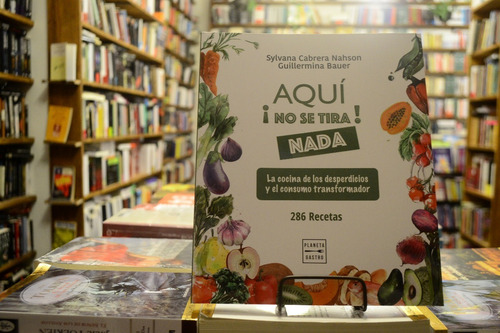 Sylvana Cabrera Nahson
Guillermina Bauer
AQUÍ
¡NO SE TIRA!
NADA
La cocina de los desperdicios
y el consumo transformador
286 Recetas
PLANETA
GASTRO